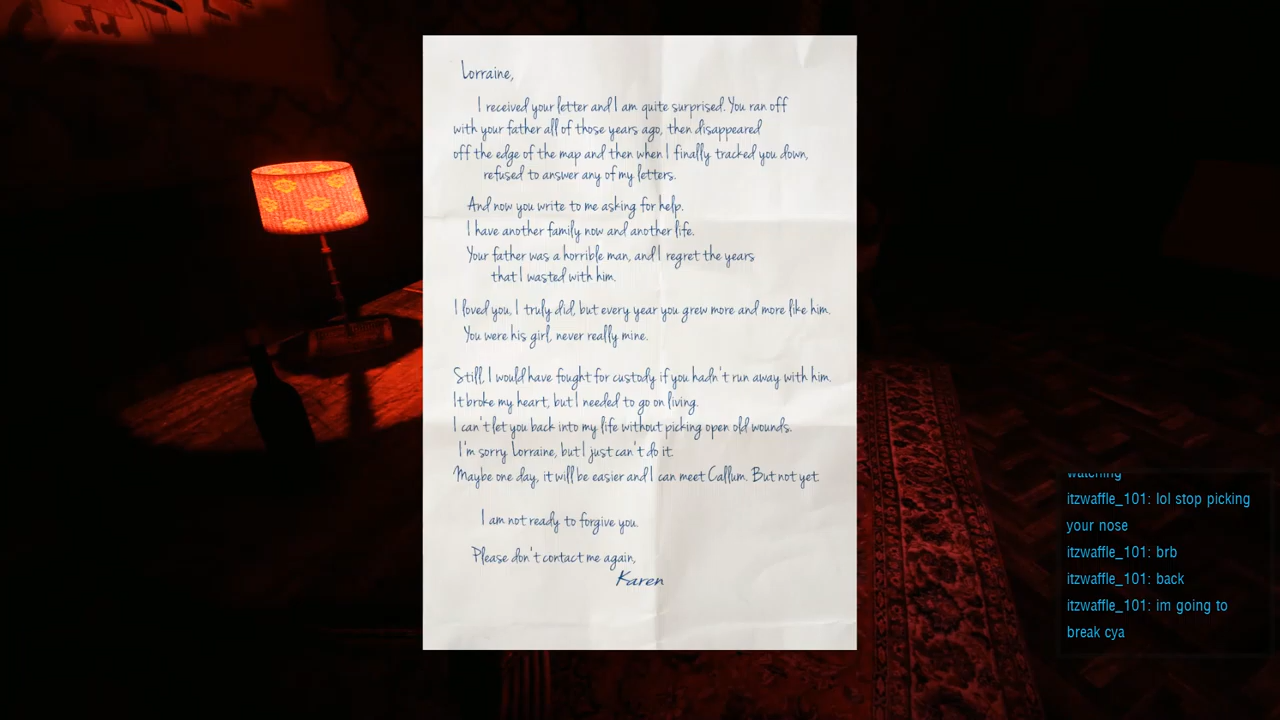 Lorraine,
I received your letter and I am quite surprised. You ran off
with your father all of those years ago, then disappeared
off the edge of the map and then when I finally tracked you down,
refused to answer any of my letters.
And now you write to me asking for help.
I have another family now and another life.
Your father was a horrible man, and I regret the years
that I wasted with him.
I loved you, I truly did, but every year you grew more and more like him.
You were his girl, never really mine.
Still, I would have fought for custody if you hadn't run away with him.
It broke my heart, but I needed to go on living.
I can't let you back into my life without picking open old wounds.
I'm sorry Lorraine, but I just can't do it.
Maybe one day, it will be easier and I can meet Callum. But not yet.
I am not ready to forgive you.
Please don't contact me again,
Karen
watching
itzwaffle_101: lol stop picking
your nose
itzwaffle_101: brb
itzwaffle_101: back
itzwaffle_101: im going to
break cya